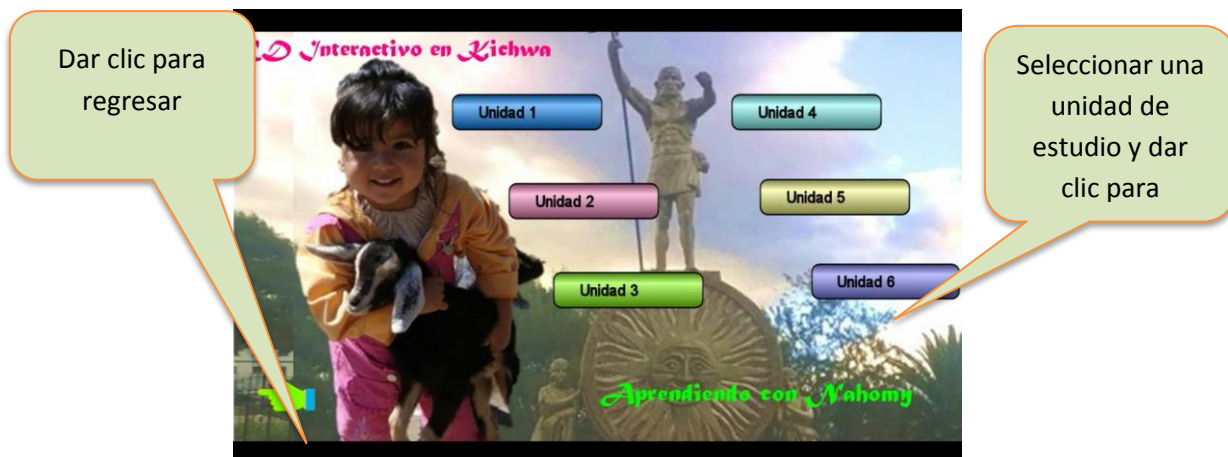 Dar clic para
regresar
CD Interactivo en Kichwa
Unidad 1
Unidad 4
Unidad 2
Unidad 5
Unidad 3
Unidad 6
Aprendiendo con Nahomy
Seleccionar una
unidad de
estudio y dar
clic para